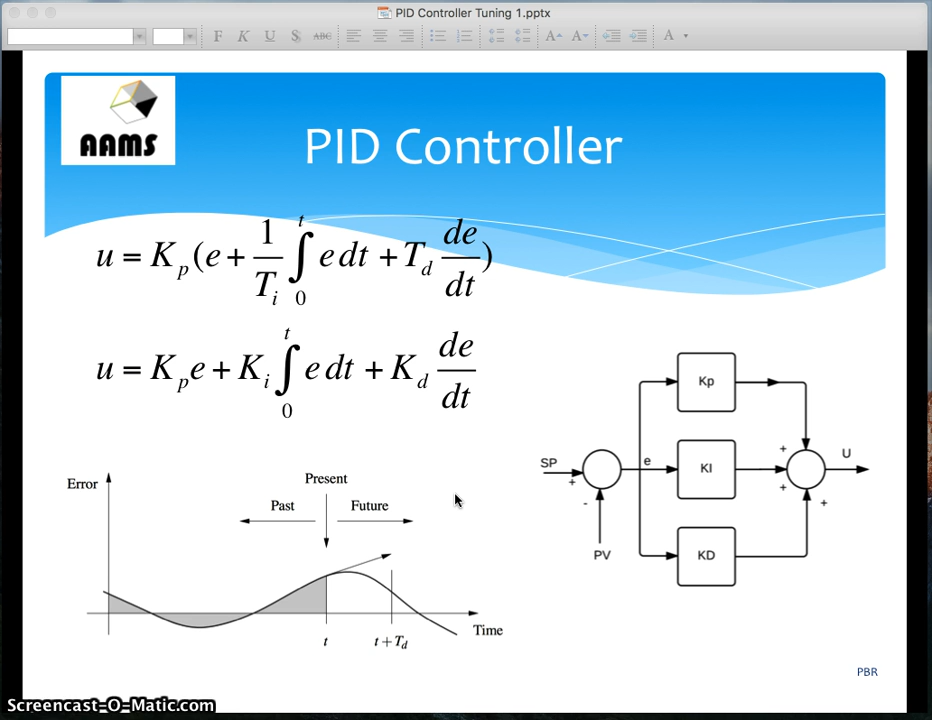 PID Controller Tuning 1.pptx
F K U S ABC A A A
AAMS
PID Controller
u = K_p(e + 1/T_i ∫_0^t e dt + T_d de/dt)
u = K_p e + K_i ∫_0^t e dt + K_d de/dt
Error
Present
Past
Future
t
t + T_d
Time
Kp
SP
+
-
e
KI
+
+
+
U
PV
KD
PBR
Screencast-O-Matic.com